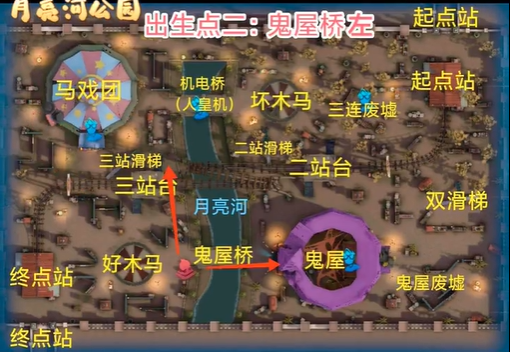 月亮河公园
出生点二：鬼屋桥左
起点站
马戏团
机电桥
（人皇机）
坏木马
起点站
三连废墟
三站滑梯
二站滑梯
三站台
二站台
月亮河
双滑梯
终点站
好木马
鬼屋桥
鬼屋
鬼屋废墟
终点站